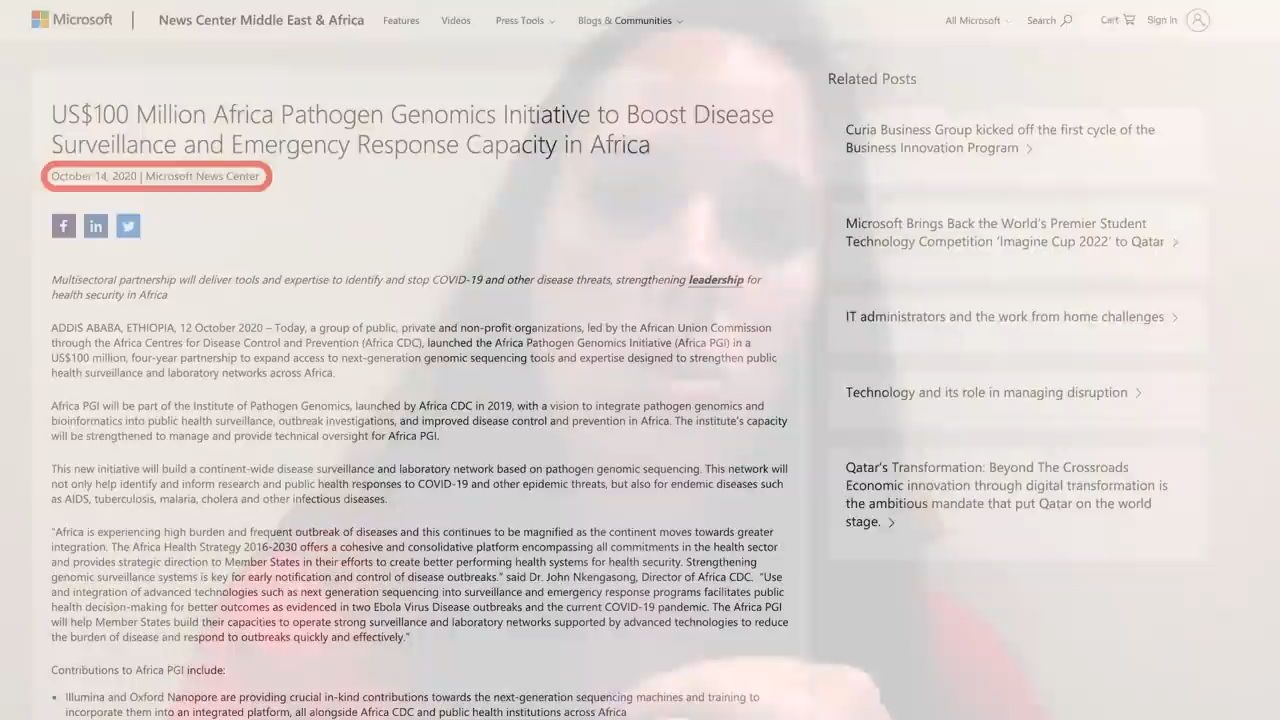 Microsoft
News Center Middle East & Africa
Features
Videos
Press Tools
Blogs & Communities
All Microsoft
Search
Cart
Sign In
US$100 Million Africa Pathogen Genomics Initiative to Boost Disease
Surveillance and Emergency Response Capacity in Africa
October 14, 2020 | Microsoft News Center
Multisectoral partnership will deliver tools and expertise to identify and stop COVID-19 and other disease threats, strengthening leadership for
health security in Africa
ADDIS ABABA, ETHIOPIA, 12 October 2020 – Today, a group of public, private and non-profit organizations, led by the African Union Commission
through the Africa Centres for Disease Control and Prevention (Africa CDC), launched the Africa Pathogen Genomics Initiative (Africa PGI) in a
US$100 million, four-year partnership to expand access to next-generation genomic sequencing tools and expertise designed to strengthen public
health surveillance and laboratory networks across Africa.
Africa PGI will be part of the Institute of Pathogen Genomics, launched by Africa CDC in 2019, with a vision to integrate pathogen genomics and
bioinformatics into public health surveillance, outbreak investigations, and improved disease control and prevention in Africa. The institute's capacity
will be strengthened to manage and provide technical oversight for Africa PGI.
This new initiative will build a continent-wide disease surveillance and laboratory network based on pathogen genomic sequencing. This network will
not only help identify and inform research and public health responses to COVID-19 and other epidemic threats, but also for endemic diseases such
as AIDS, tuberculosis, malaria, cholera and other infectious diseases.
"Africa is experiencing high burden and frequent outbreak of diseases and this continues to be magnified as the continent moves towards greater
integration. The Africa Health Strategy 2016-2030 offers a cohesive and consolidative platform encompassing all commitments in the health sector
and provides strategic direction to Member States in their efforts to create better performing health systems for health security. Strengthening
genomic surveillance systems is key for early notification and control of disease outbreaks." said Dr. John Nkengasong, Director of Africa CDC. "Use
and integration of advanced technologies such as next generation sequencing into surveillance and emergency response programs facilitates public
health decision-making for better outcomes as evidenced in two Ebola Virus Disease outbreaks and the current COVID-19 pandemic. The Africa PGI
will help Member States build their capacities to operate strong surveillance and laboratory networks supported by advanced technologies to reduce
the burden of disease and respond to outbreaks quickly and effectively."
Contributions to Africa PGI include:
Illumina and Oxford Nanopore are providing crucial in-kind contributions towards the next-generation sequencing machines and training to
incorporate them into an integrated platform, all alongside Africa CDC and public health institutions across Africa
Related Posts
Curia Business Group kicked off the first cycle of the
Business Innovation Program
Microsoft Brings Back the World's Premier Student
Technology Competition 'Imagine Cup 2022' to Qatar
IT administrators and the work from home challenges
Technology and its role in managing disruption
Qatar's Transformation: Beyond The Crossroads
Economic innovation through digital transformation is
the ambitious mandate that put Qatar on the world
stage.